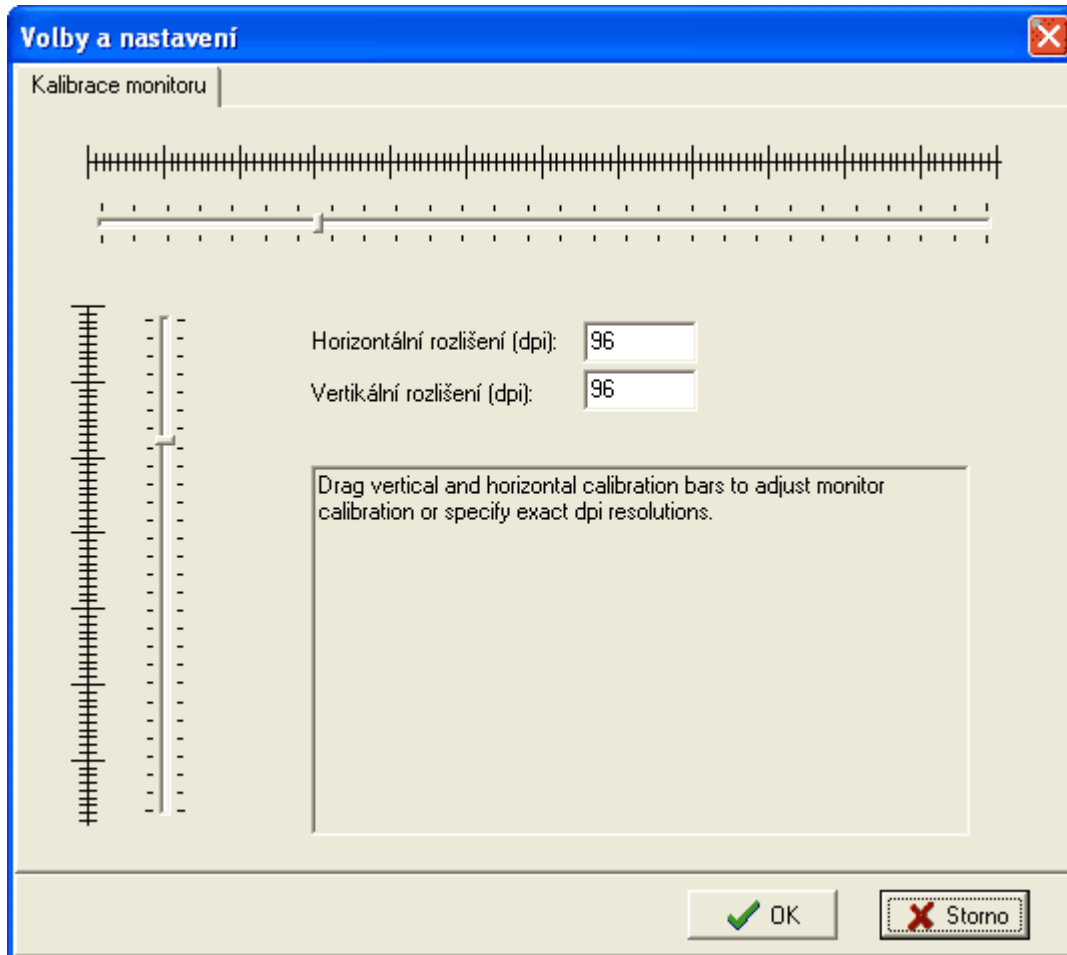 Volby a nastavení
Kalibrace monitoru
Horizontální rozlišení (dpi): 96
Vertikální rozlišení (dpi): 96
Drag vertical and horizontal calibration bars to adjust monitor
calibration or specify exact dpi resolutions.
OK Storno